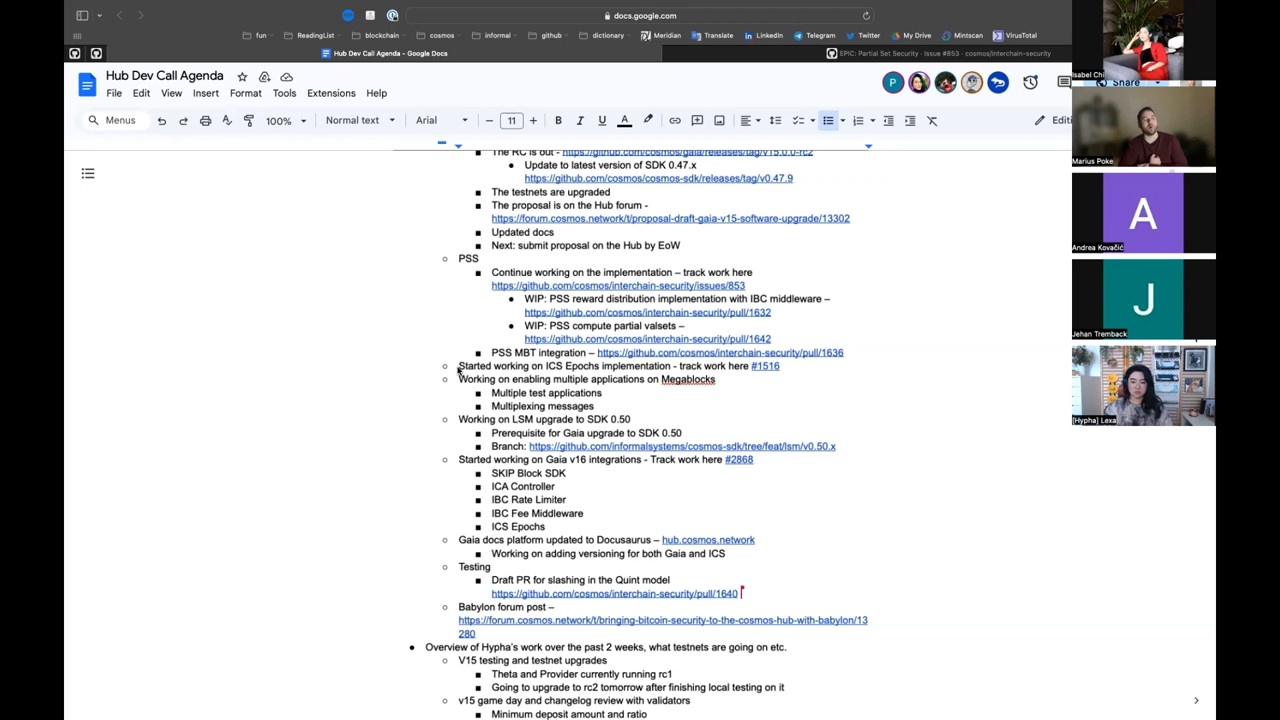 docs.google.com
fun
ReadingList
blockchain
cosmos
informal
github
dictionary
Meridian
Translate
LinkedIn
Telegram
Twitter
My Drive
Mintscan
VirusTotal
Hub Dev Call Agenda - Google Docs
EPIC: Partial Set Security · Issue #853 · cosmos/interchain-security
Hub Dev Call Agenda
File Edit View Insert Format Tools Extensions Help
P
Share
Menus
100%
Normal text
Arial
11
B I U A
Editi
The RC is out - https://github.com/cosmos/gaia/releases/tag/v15.0.0-rc2
Update to latest version of SDK 0.47.x
https://github.com/cosmos/cosmos-sdk/releases/tag/v0.47.9
The testnets are upgraded
The proposal is on the Hub forum -
https://forum.cosmos.network/t/proposal-draft-gaia-v15-software-upgrade/13302
Updated docs
Next: submit proposal on the Hub by EoW
PSS
Continue working on the implementation – track work here
https://github.com/cosmos/interchain-security/issues/853
WIP: PSS reward distribution implementation with IBC middleware –
https://github.com/cosmos/interchain-security/pull/1632
WIP: PSS compute partial valsets –
https://github.com/cosmos/interchain-security/pull/1642
PSS MBT integration – https://github.com/cosmos/interchain-security/pull/1636
Started working on ICS Epochs implementation - track work here #1516
Working on enabling multiple applications on Megablocks
Multiple test applications
Multiplexing messages
Working on LSM upgrade to SDK 0.50
Prerequisite for Gaia upgrade to SDK 0.50
Branch: https://github.com/informalsystems/cosmos-sdk/tree/feat/lsm/v0.50.x
Started working on Gaia v16 integrations - Track work here #2868
SKIP Block SDK
ICA Controller
IBC Rate Limiter
IBC Fee Middleware
ICS Epochs
Gaia docs platform updated to Docusaurus – hub.cosmos.network
Working on adding versioning for both Gaia and ICS
Testing
Draft PR for slashing in the Quint model
https://github.com/cosmos/interchain-security/pull/1640
Babylon forum post –
https://forum.cosmos.network/t/bringing-bitcoin-security-to-the-cosmos-hub-with-babylon/13
280
Overview of Hypha's work over the past 2 weeks, what testnets are going on etc.
V15 testing and testnet upgrades
Theta and Provider currently running rc1
Going to upgrade to rc2 tomorrow after finishing local testing on it
v15 game day and changelog review with validators
Minimum deposit amount and ratio
Isabel Chi
Marius Poke
A
Andrea Kovačić
J
Jehan Tremback
[Hypha] Lexa